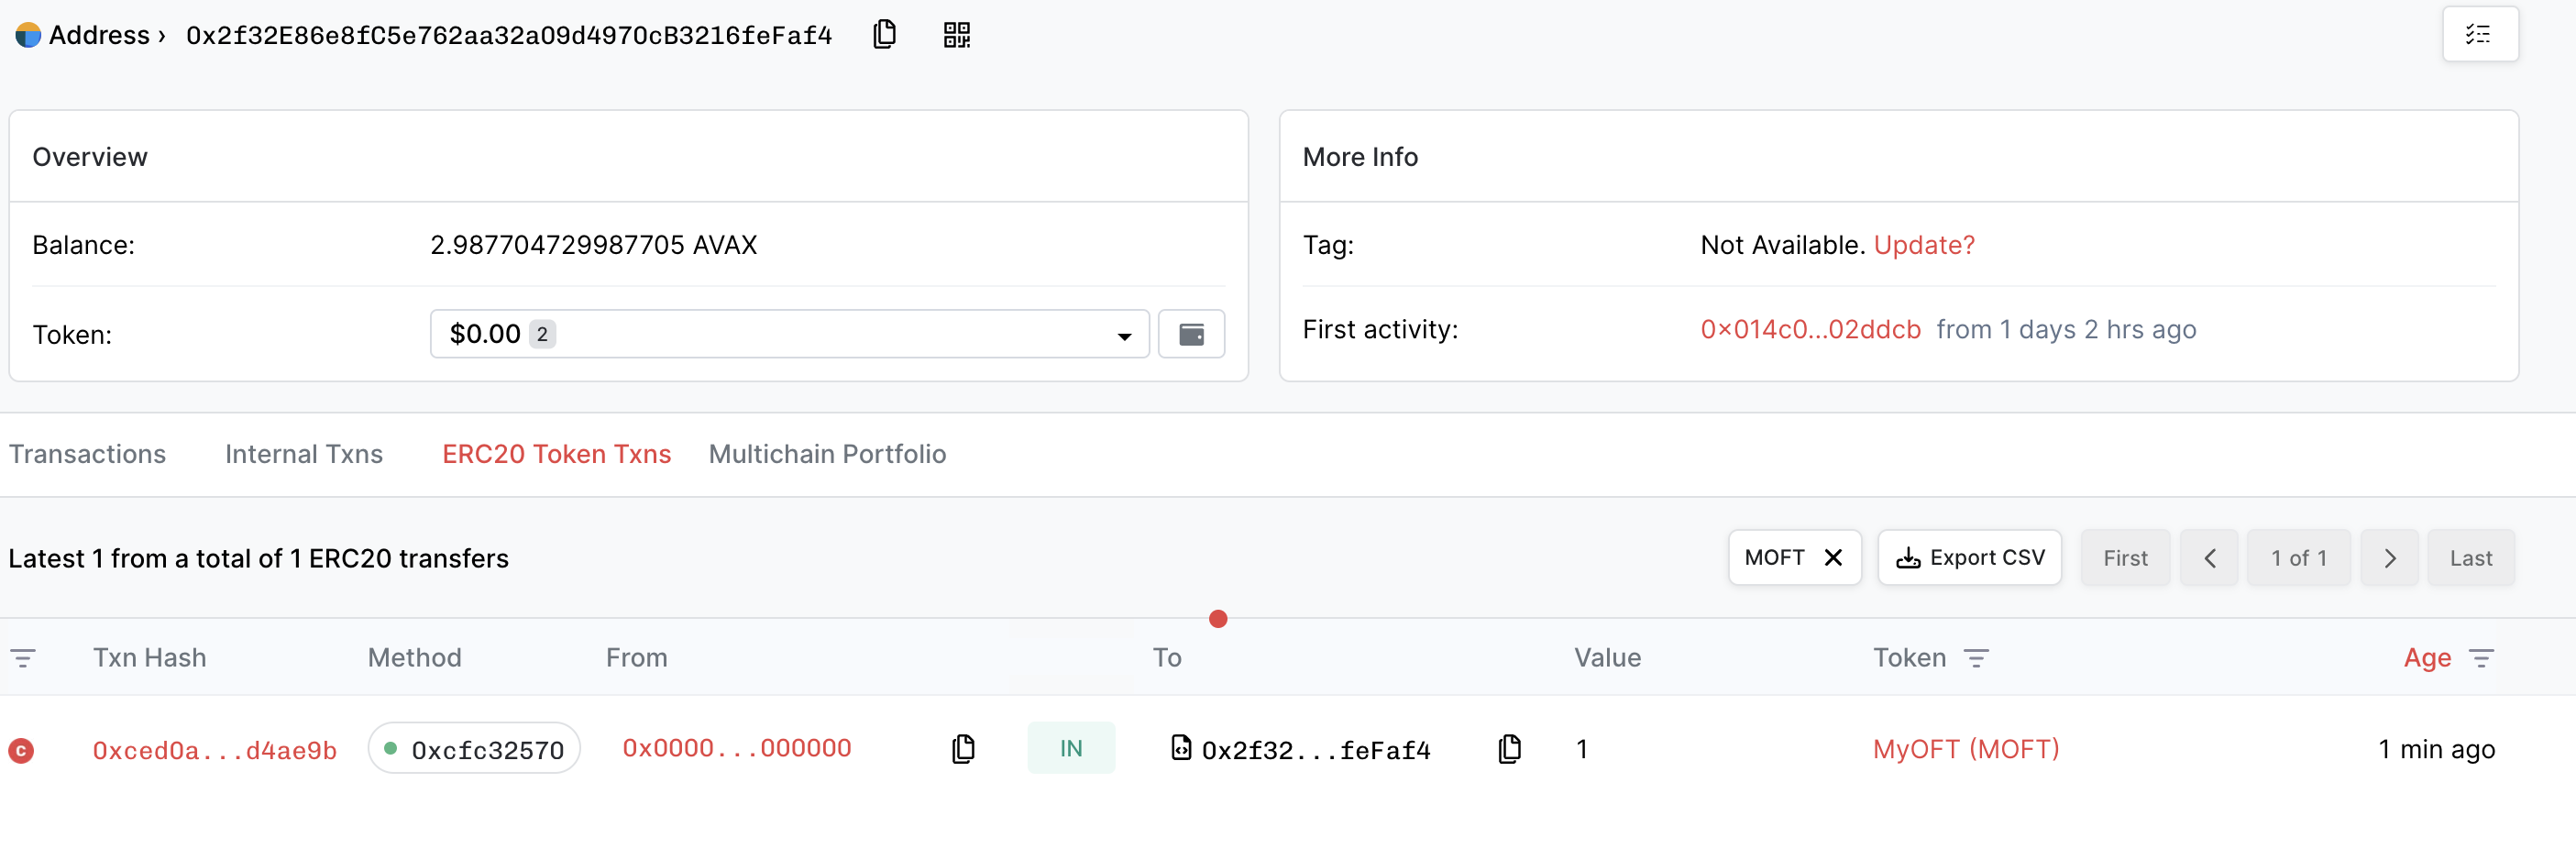 Address › 0x2f32E86e8fC5e762aa32a09d4970cB3216feFaf4
Overview
Balance: 2.987704729987705 AVAX
Token: $0.00 2
More Info
Tag: Not Available. Update?
First activity: 0x014c0...02ddcb from 1 days 2 hrs ago
Transactions Internal Txns ERC20 Token Txns Multichain Portfolio
Latest 1 from a total of 1 ERC20 transfers MOFT Export CSV First 1 of 1 Last
Txn Hash Method From To Value Token Age
C 0xced0a...d4ae9b 0xcfc32570 0x0000...000000 IN 0x2f32...feFaf4 1 MyOFT (MOFT) 1 min ago